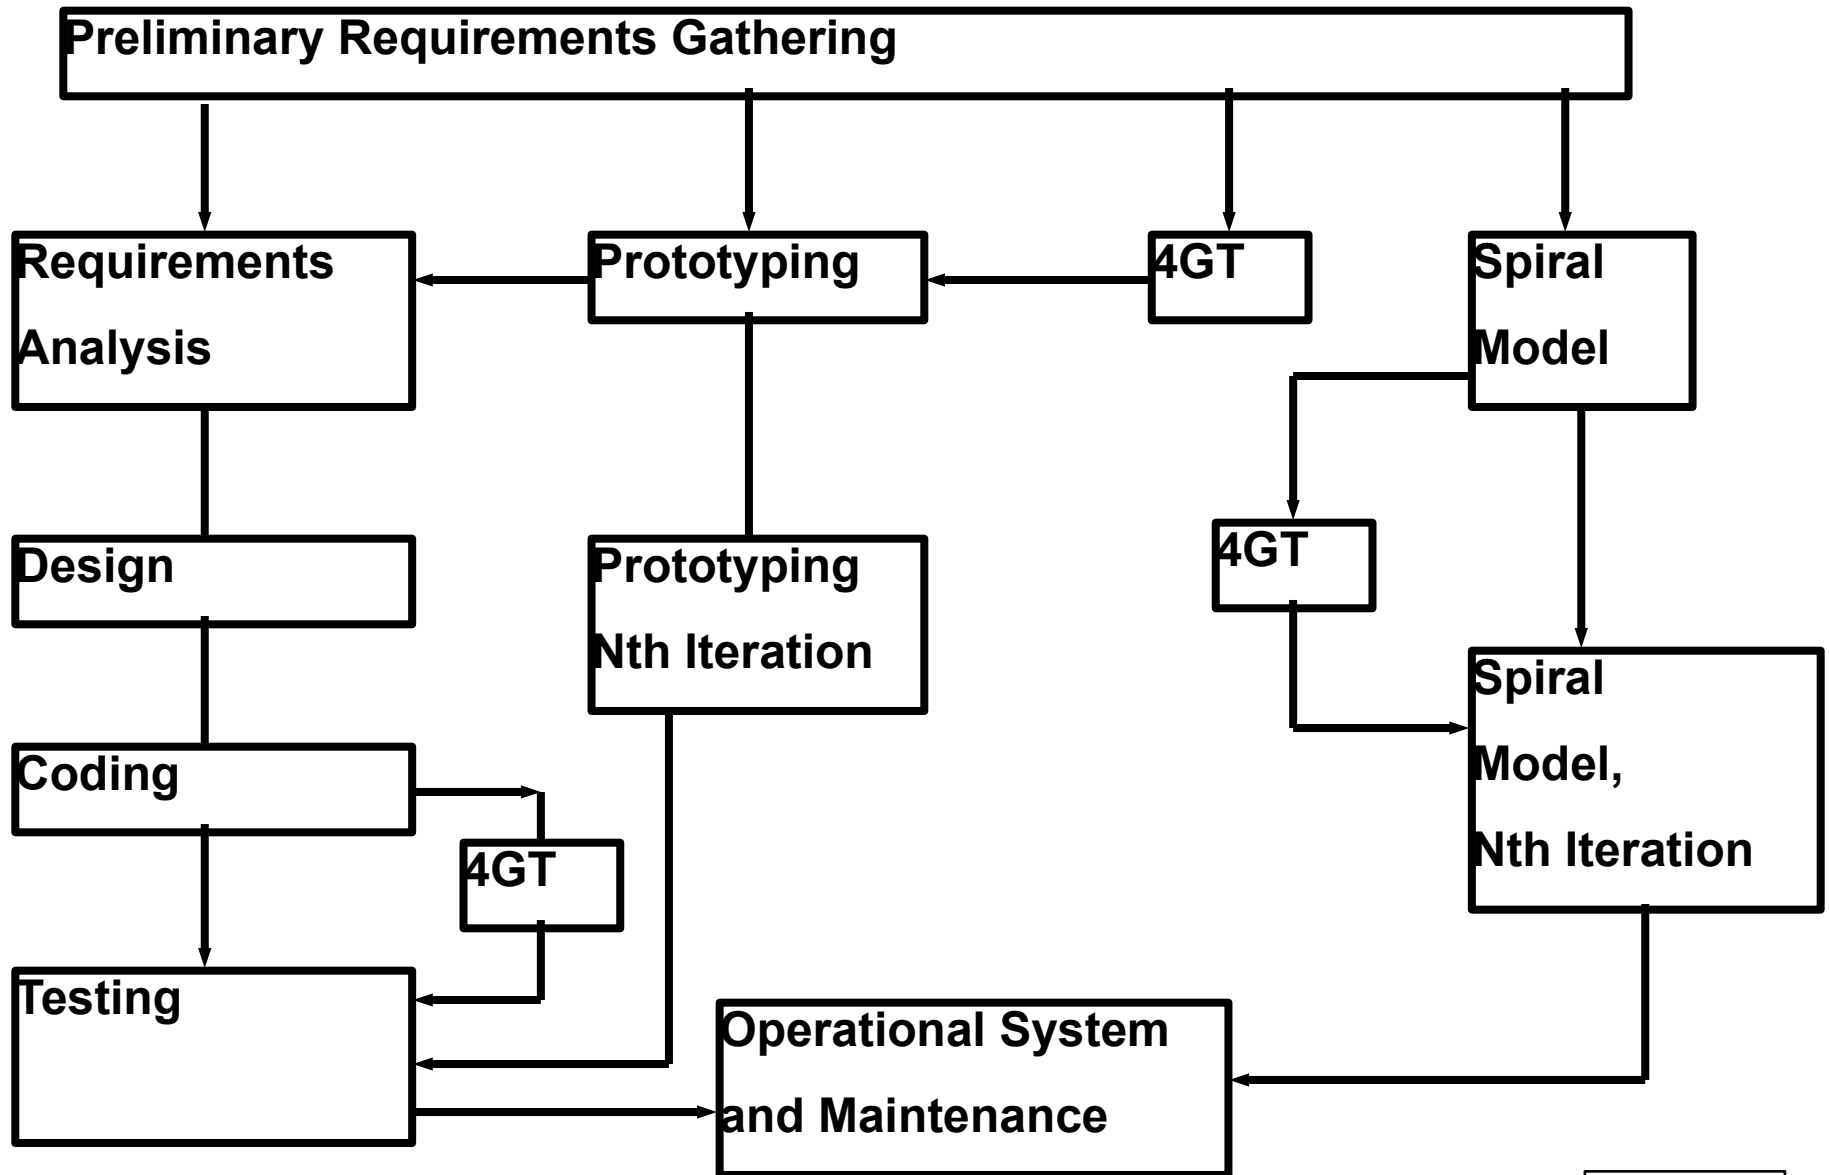 Preliminary Requirements Gathering
Requirements
Analysis
Prototyping
4GT
Spiral
Model
Design
Prototyping
Nth Iteration
4GT
Coding
4GT
Spiral
Model,
Nth Iteration
Testing
Operational System
and Maintenance